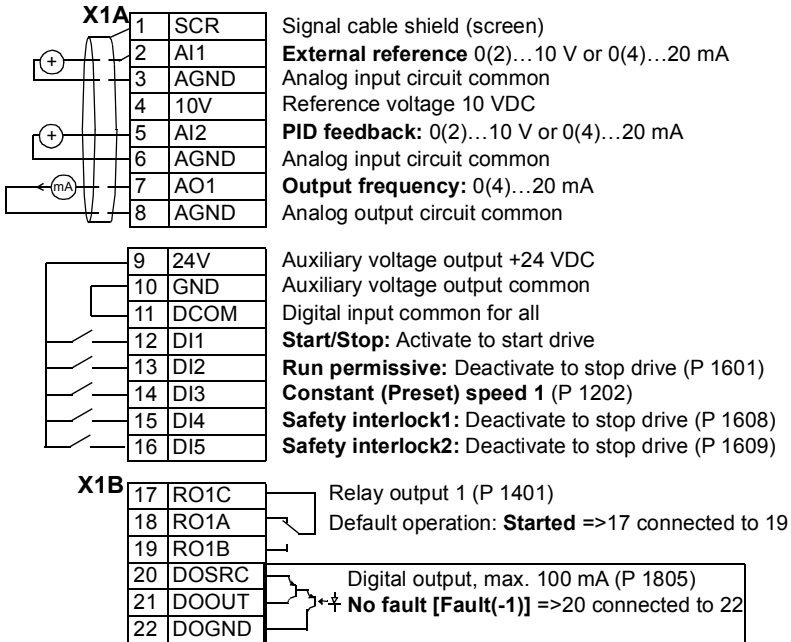 X1A
1 SCR Signal cable shield (screen)
2 AI1 External reference 0(2)…10 V or 0(4)…20 mA
3 AGND Analog input circuit common
4 10V Reference voltage 10 VDC
5 AI2 PID feedback: 0(2)…10 V or 0(4)…20 mA
6 AGND Analog input circuit common
7 AO1 Output frequency: 0(4)…20 mA
8 AGND Analog output circuit common
+
+
mA
9 24V Auxiliary voltage output +24 VDC
10 GND Auxiliary voltage output common
11 DCOM Digital input common for all
12 DI1 Start/Stop: Activate to start drive
13 DI2 Run permissive: Deactivate to stop drive (P 1601)
14 DI3 Constant (Preset) speed 1 (P 1202)
15 DI4 Safety interlock1: Deactivate to stop drive (P 1608)
16 DI5 Safety interlock2: Deactivate to stop drive (P 1609)
X1B
17 RO1C Relay output 1 (P 1401)
18 RO1A Default operation: Started =>17 connected to 19
19 RO1B
20 DOSRC Digital output, max. 100 mA (P 1805)
21 DOOUT No fault [Fault(-1)] =>20 connected to 22
22 DOGND